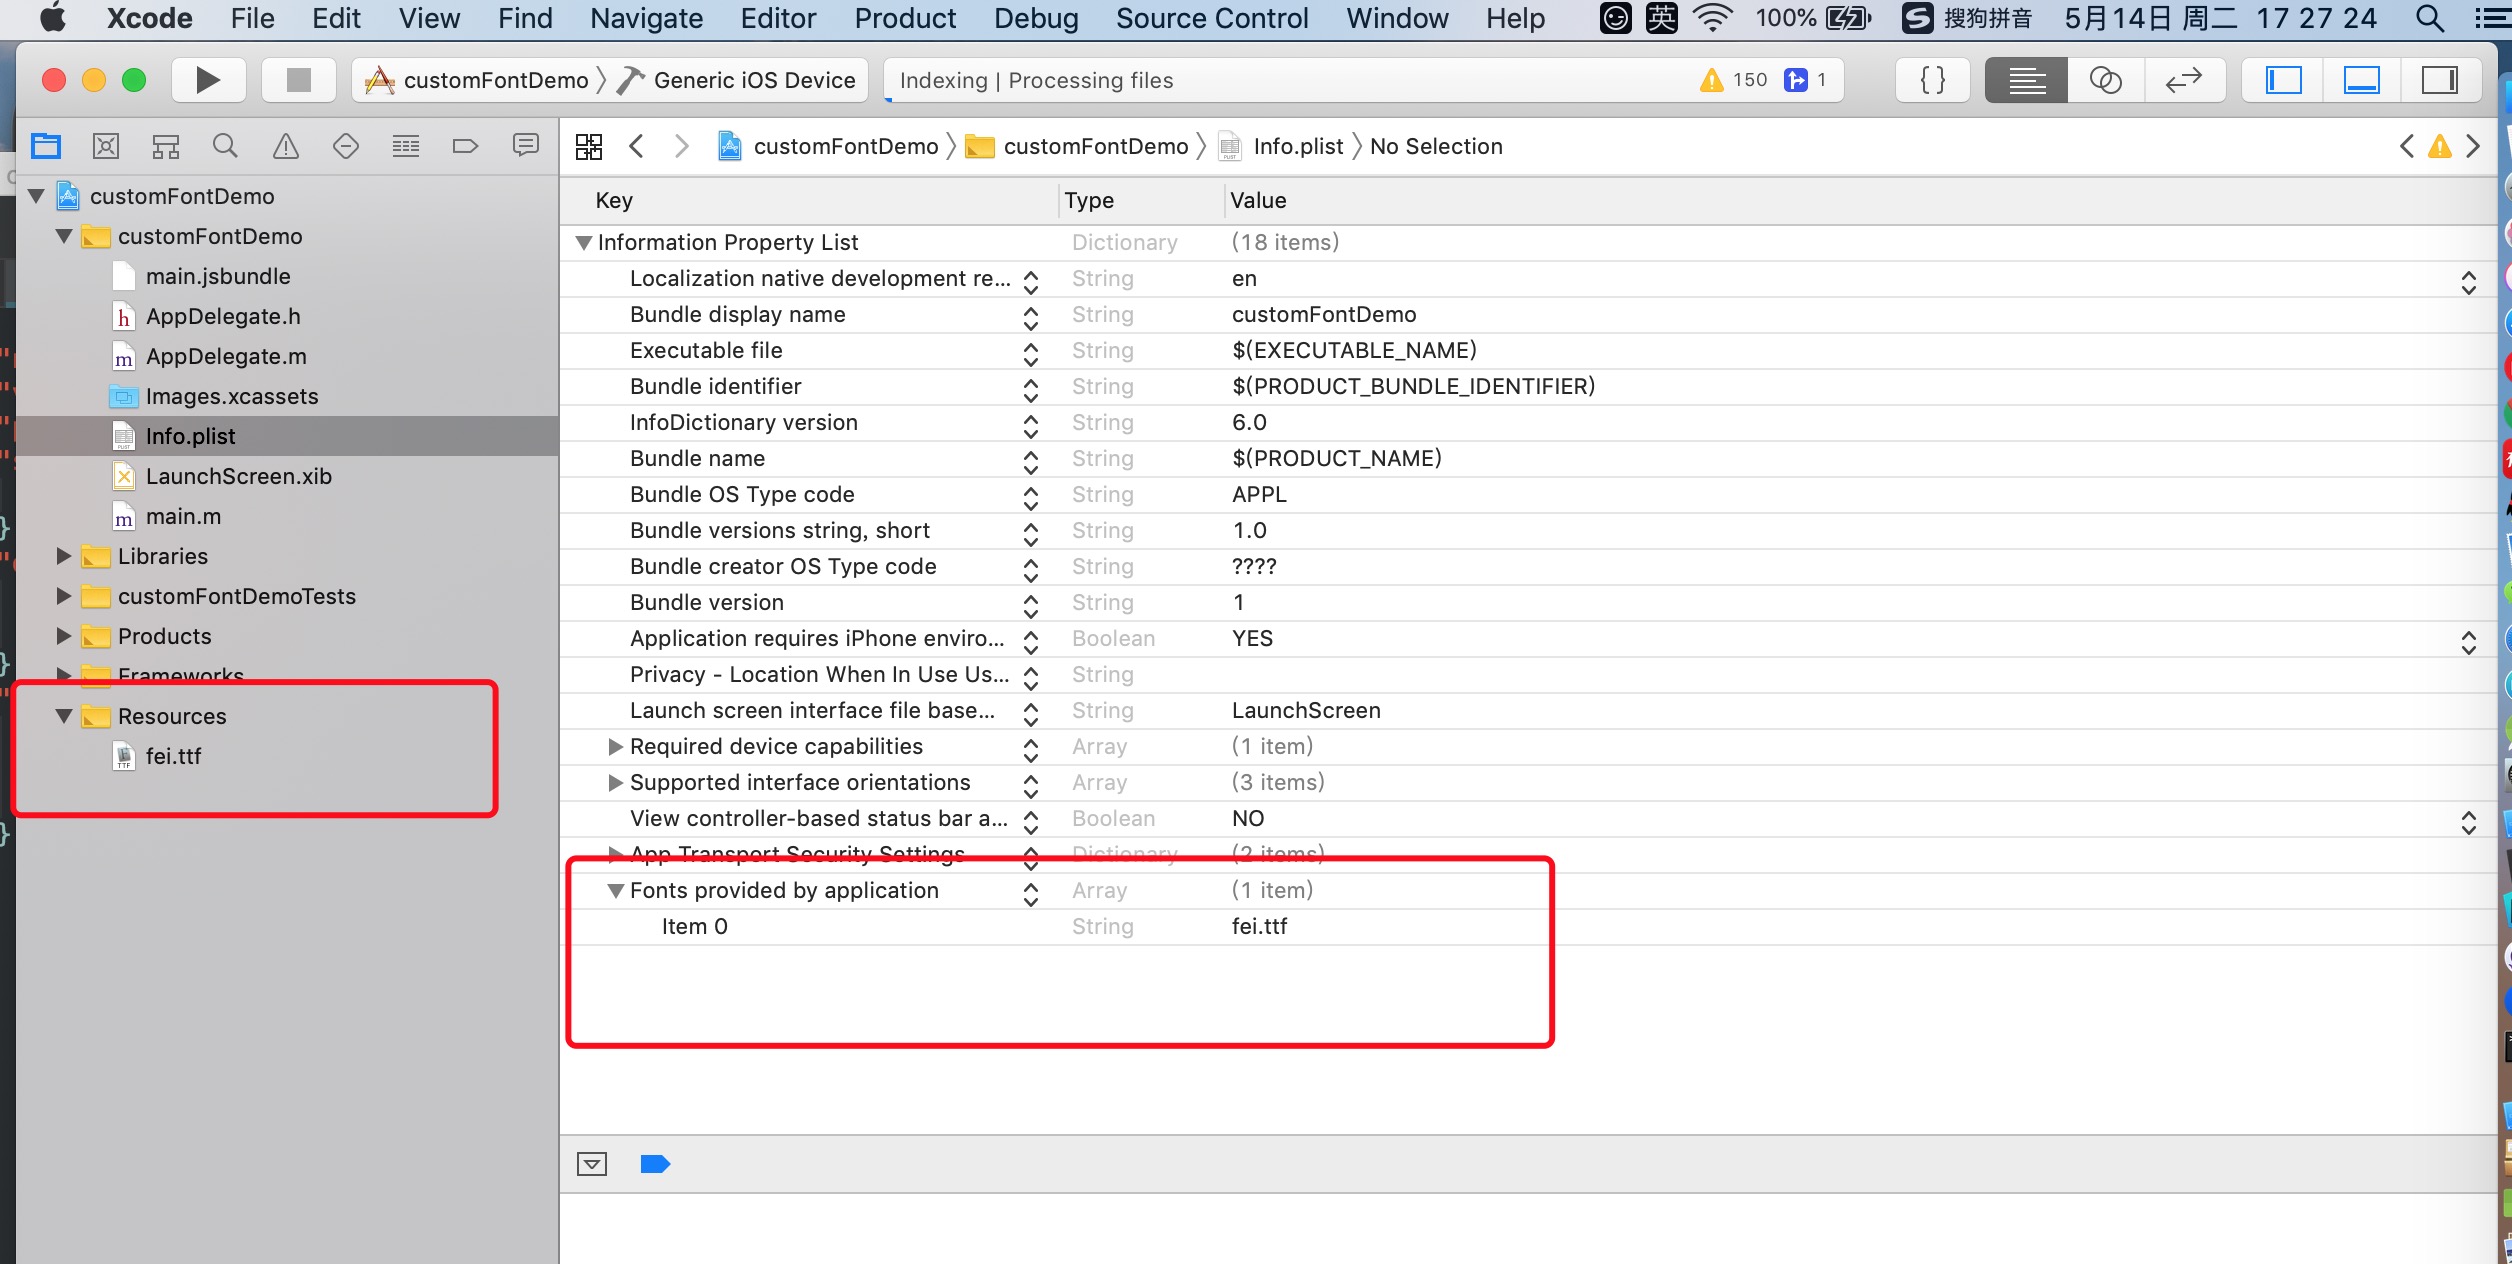 Xcode File Edit View Find Navigate Editor Product Debug Source Control Window Help 英 100% 搜狗拼音 5月14日 周二 17 27 24
customFontDemo Generic iOS Device Indexing | Processing files 150 1
customFontDemo customFontDemo Info.plist No Selection
customFontDemo
customFontDemo
main.jsbundle
h AppDelegate.h
m AppDelegate.m
Images.xcassets
Info.plist
LaunchScreen.xib
m main.m
Libraries
customFontDemoTests
Products
Frameworks
Resources
TTF fei.ttf
Key Type Value
Information Property List Dictionary (18 items)
Localization native development re... String en
Bundle display name String customFontDemo
Executable file String $(EXECUTABLE_NAME)
Bundle identifier String $(PRODUCT_BUNDLE_IDENTIFIER)
InfoDictionary version String 6.0
Bundle name String $(PRODUCT_NAME)
Bundle OS Type code String APPL
Bundle versions string, short String 1.0
Bundle creator OS Type code String ????
Bundle version String 1
Application requires iPhone enviro... Boolean YES
Privacy - Location When In Use Us... String
Launch screen interface file base... String LaunchScreen
Required device capabilities Array (1 item)
Supported interface orientations Array (3 items)
View controller-based status bar a... Boolean NO
App Transport Security Settings Dictionary (2 items)
Fonts provided by application Array (1 item)
Item 0 String fei.ttf